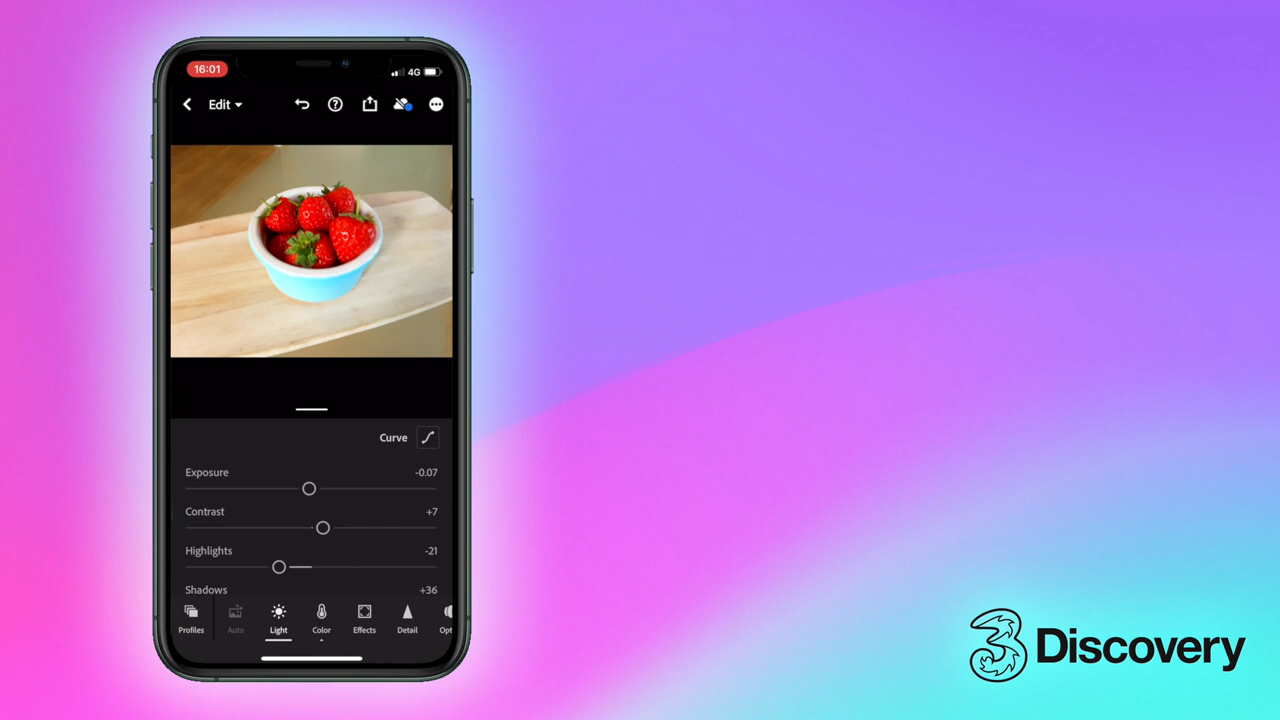 16:01
4G
Edit
Curve
Exposure -0.07
Contrast +7
Highlights -21
Shadows +36
Profiles Auto Light Color Effects Detail Opt
3 Discovery